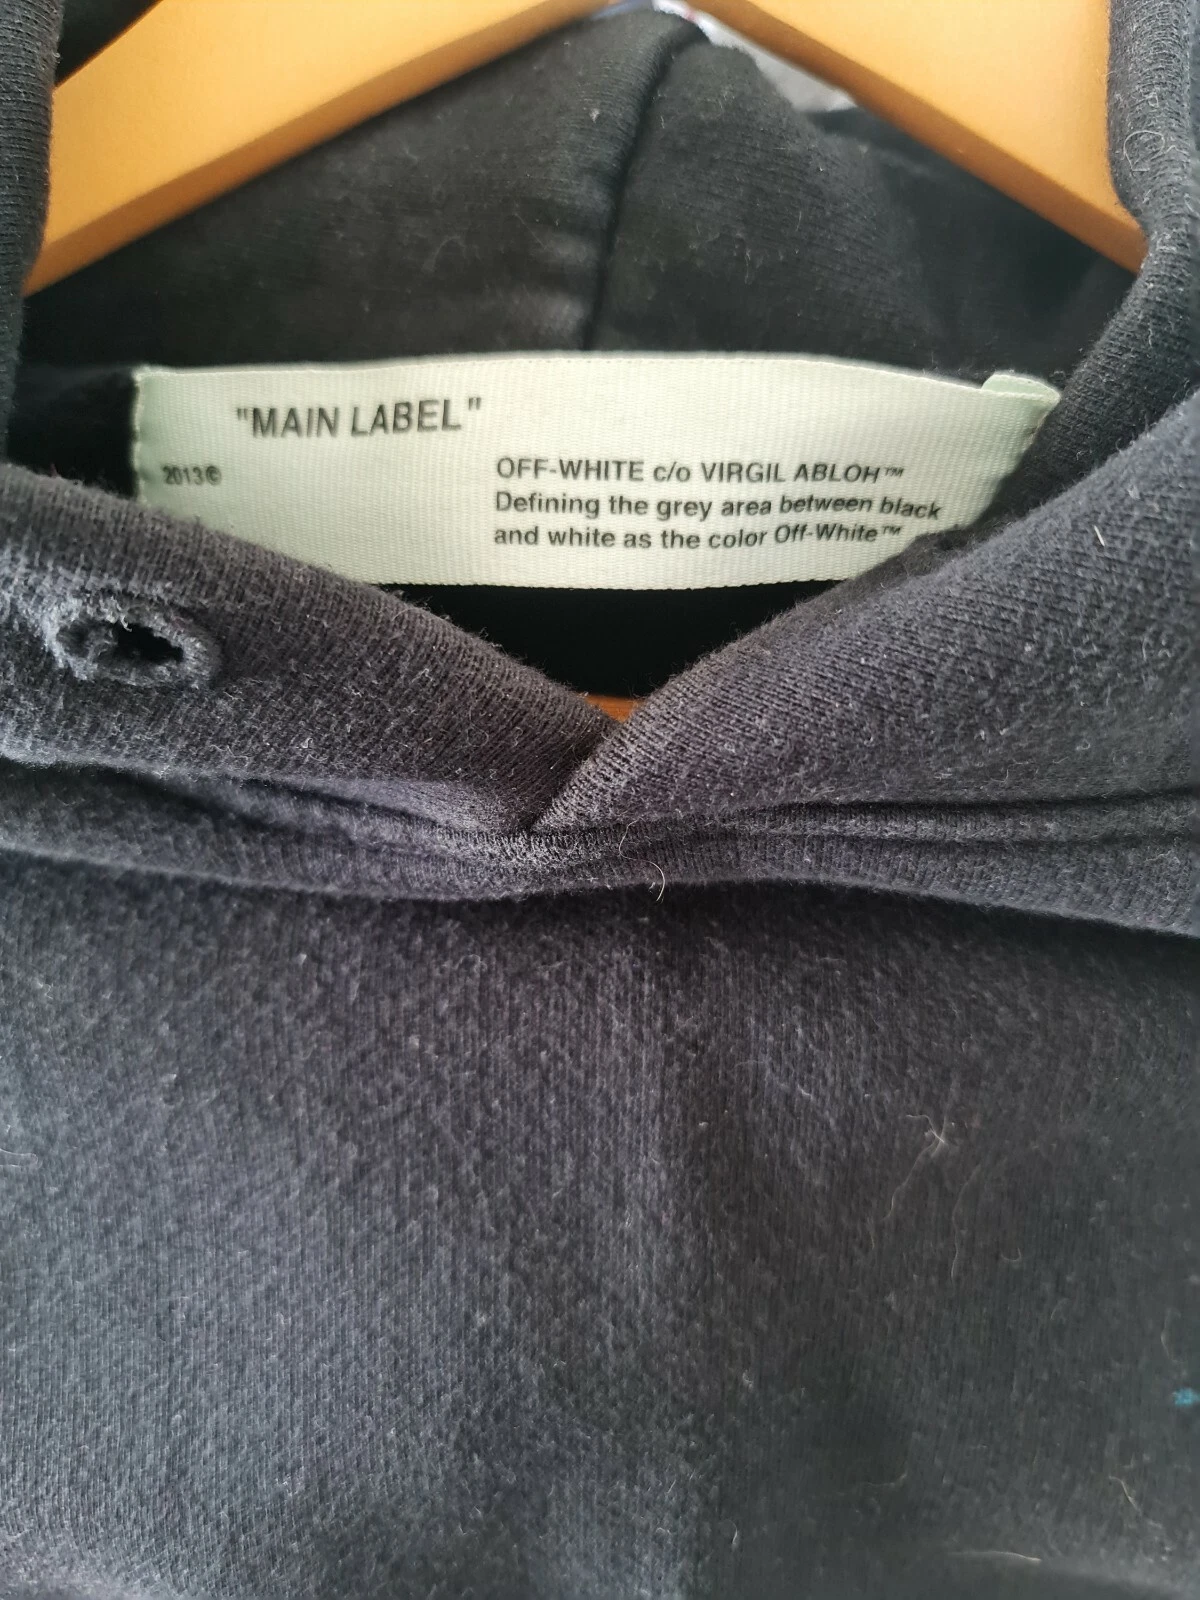 "MAIN LABEL"
2013©
OFF-WHITE c/o VIRGIL ABLOH™
Defining the grey area between black
and white as the color Off-White™